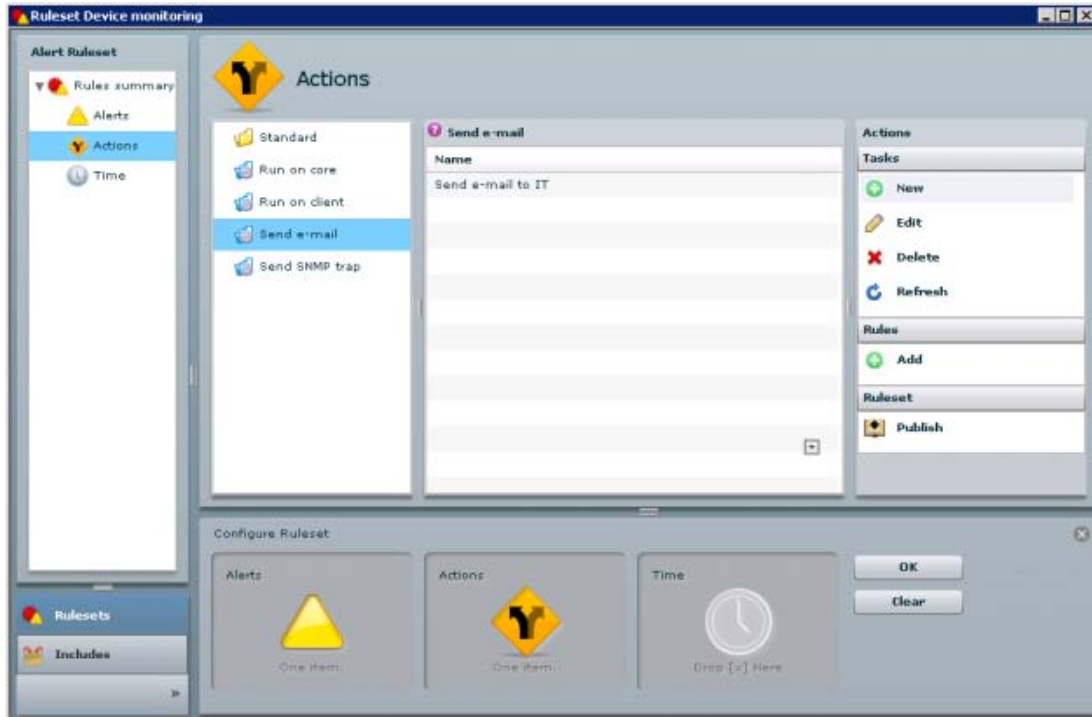 Ruleset Device monitoring
Alert Ruleset
Rules summary
Alerts
Actions
Time
Rulesets
Includes
»
Actions
Standard
Run on core
Run on client
Send e-mail
Send SNMP trap
Send e-mail
Name
Send e-mail to IT
Actions
Tasks
New
Edit
Delete
Refresh
Rules
Add
Ruleset
Publish
Configure Ruleset
Alerts
One item.
Actions
One item.
Time
Drop [v] Here
OK
Clear